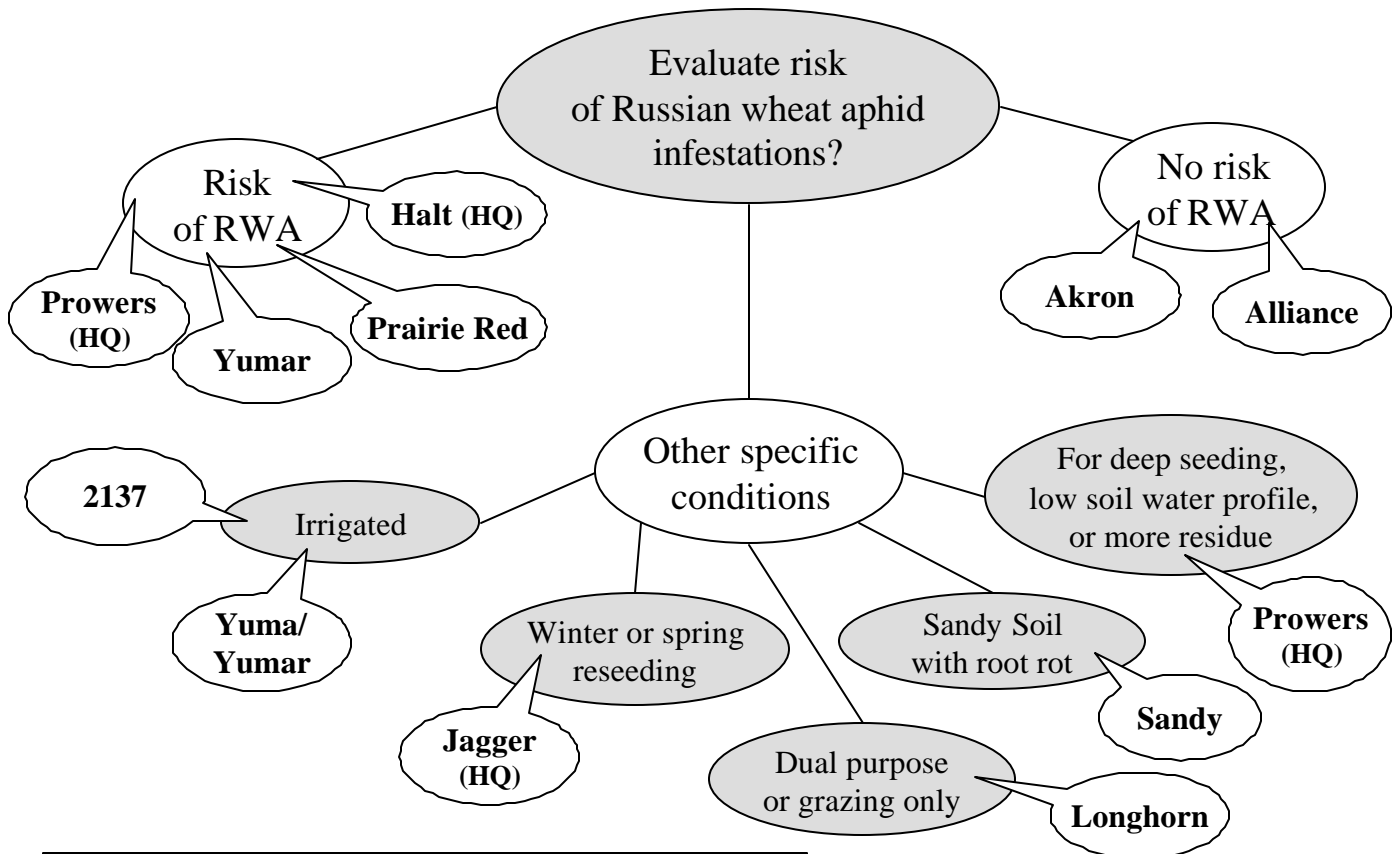 Evaluate risk
of Russian wheat aphid
infestations?
Risk
of RWA
Halt (HQ)
Prowers
(HQ)
Yumar
Prairie Red
No risk
of RWA
Akron
Alliance
Other specific
conditions
2137
Irrigated
Yuma/
Yumar
Winter or spring
reseeding
Jagger
(HQ)
Dual purpose
or grazing only
Longhorn
Sandy Soil
with root rot
Sandy
For deep seeding,
low soil water profile,
or more residue
Prowers
(HQ)